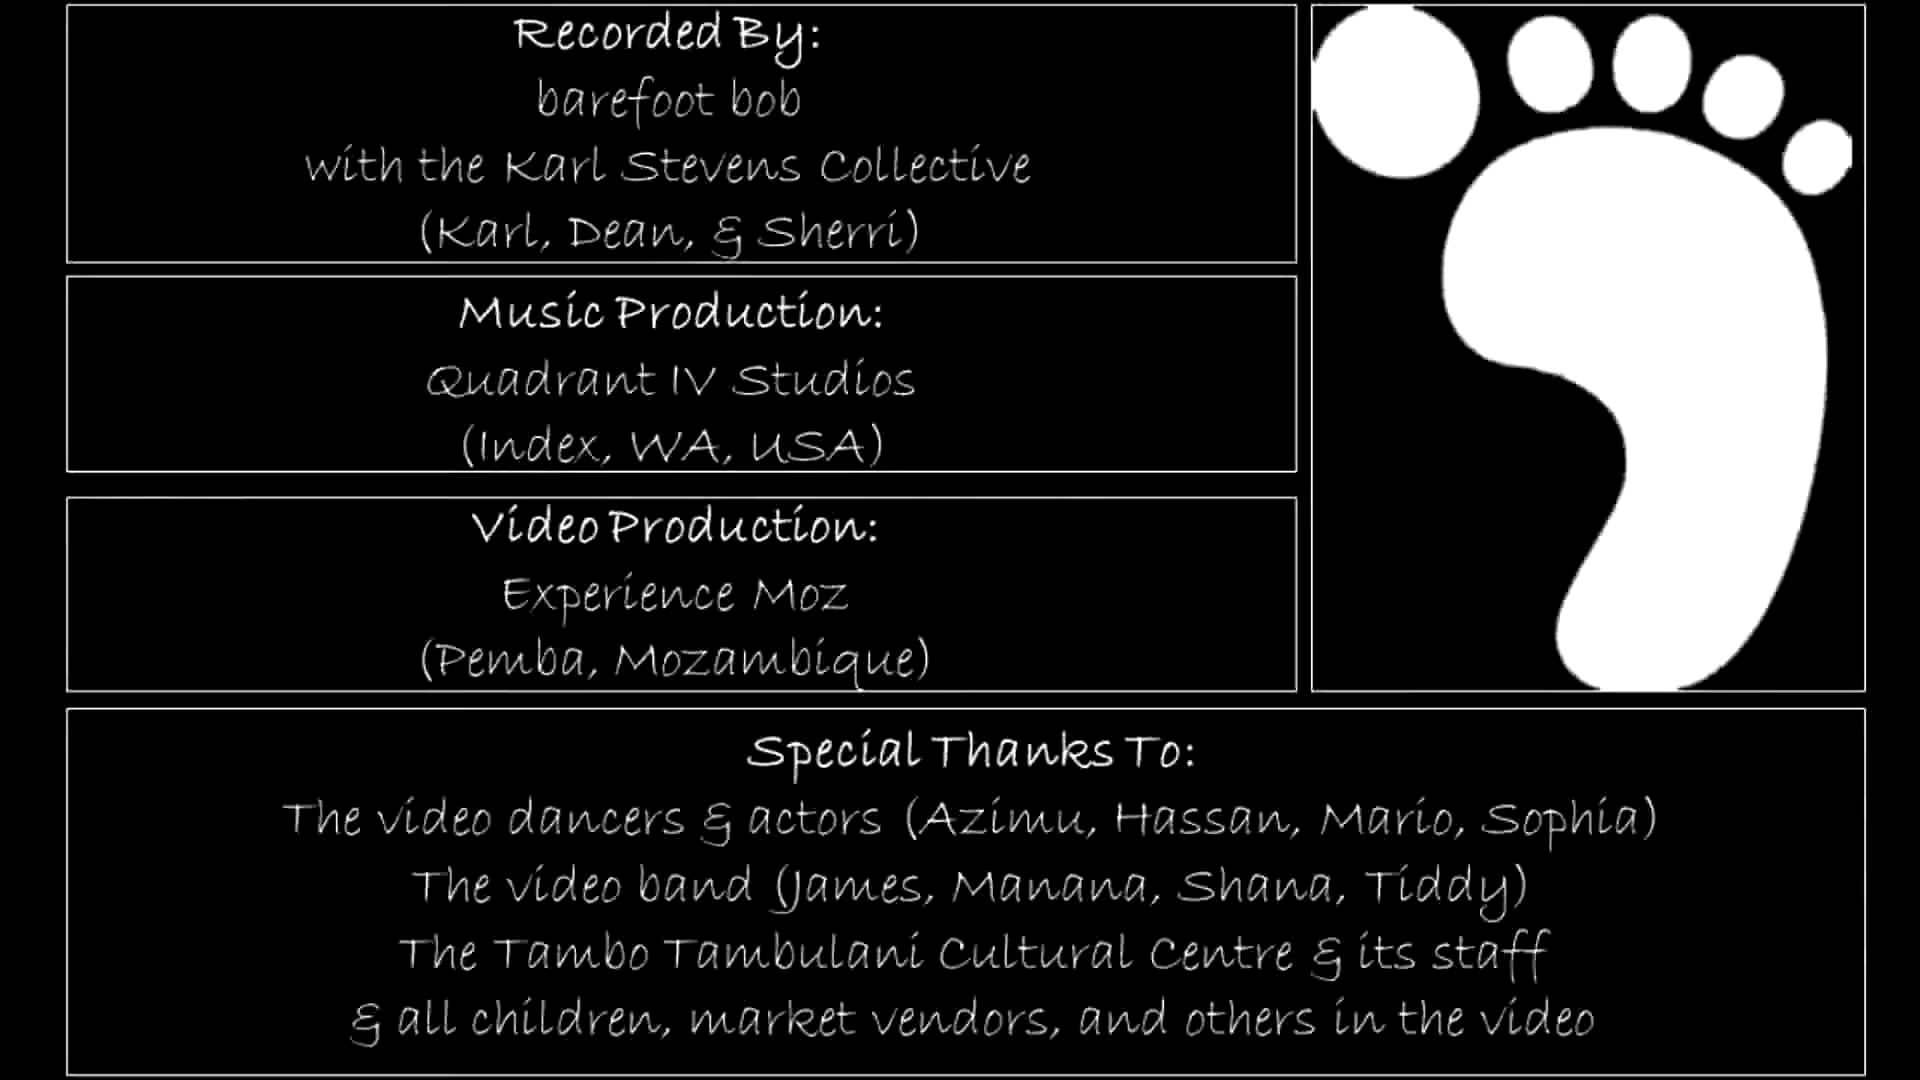 Recorded By:
barefoot bob
with the Karl Stevens Collective
(Karl, Dean, & Sherri)
Music Production:
Quadrant IV Studios
(Index, WA, USA)
Video Production:
Experience Moz
(Pemba, Mozambique)
Special Thanks To:
The video dancers & actors (Azimu, Hassan, Mario, Sophia)
The video band (James, Manana, Shana, Tiddy)
The Tambo Tambulani Cultural Centre & its staff
& all children, market vendors, and others in the video